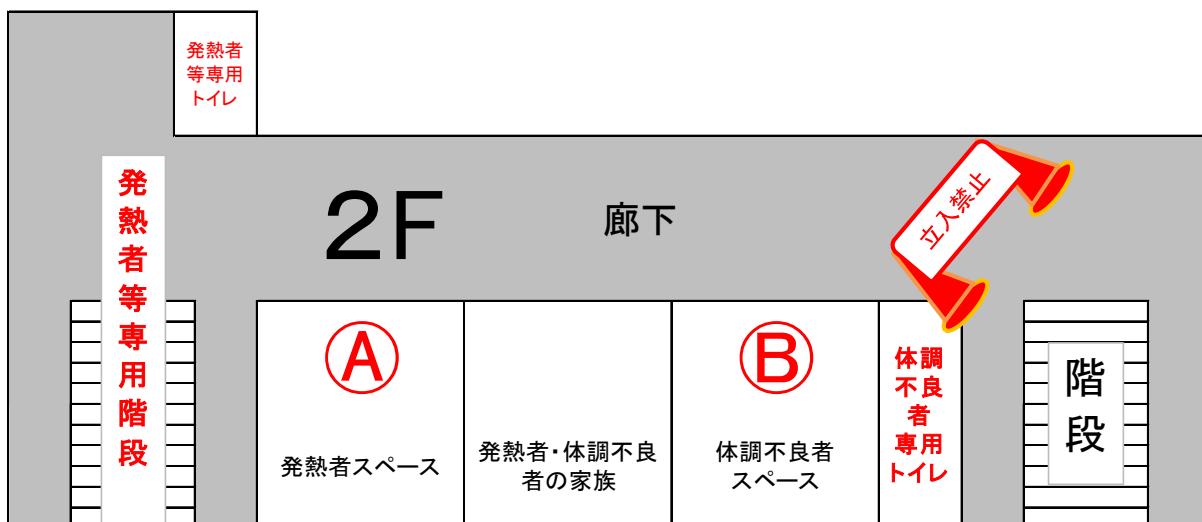 発熱者
等専用
トイレ
発熱者等専用階段
2F
廊下
立入禁止
Ⓐ
発熱者スペース
発熱者・体調不良
者の家族
Ⓑ
体調不良者
スペース
体調
不良
者
専用
トイレ
階段